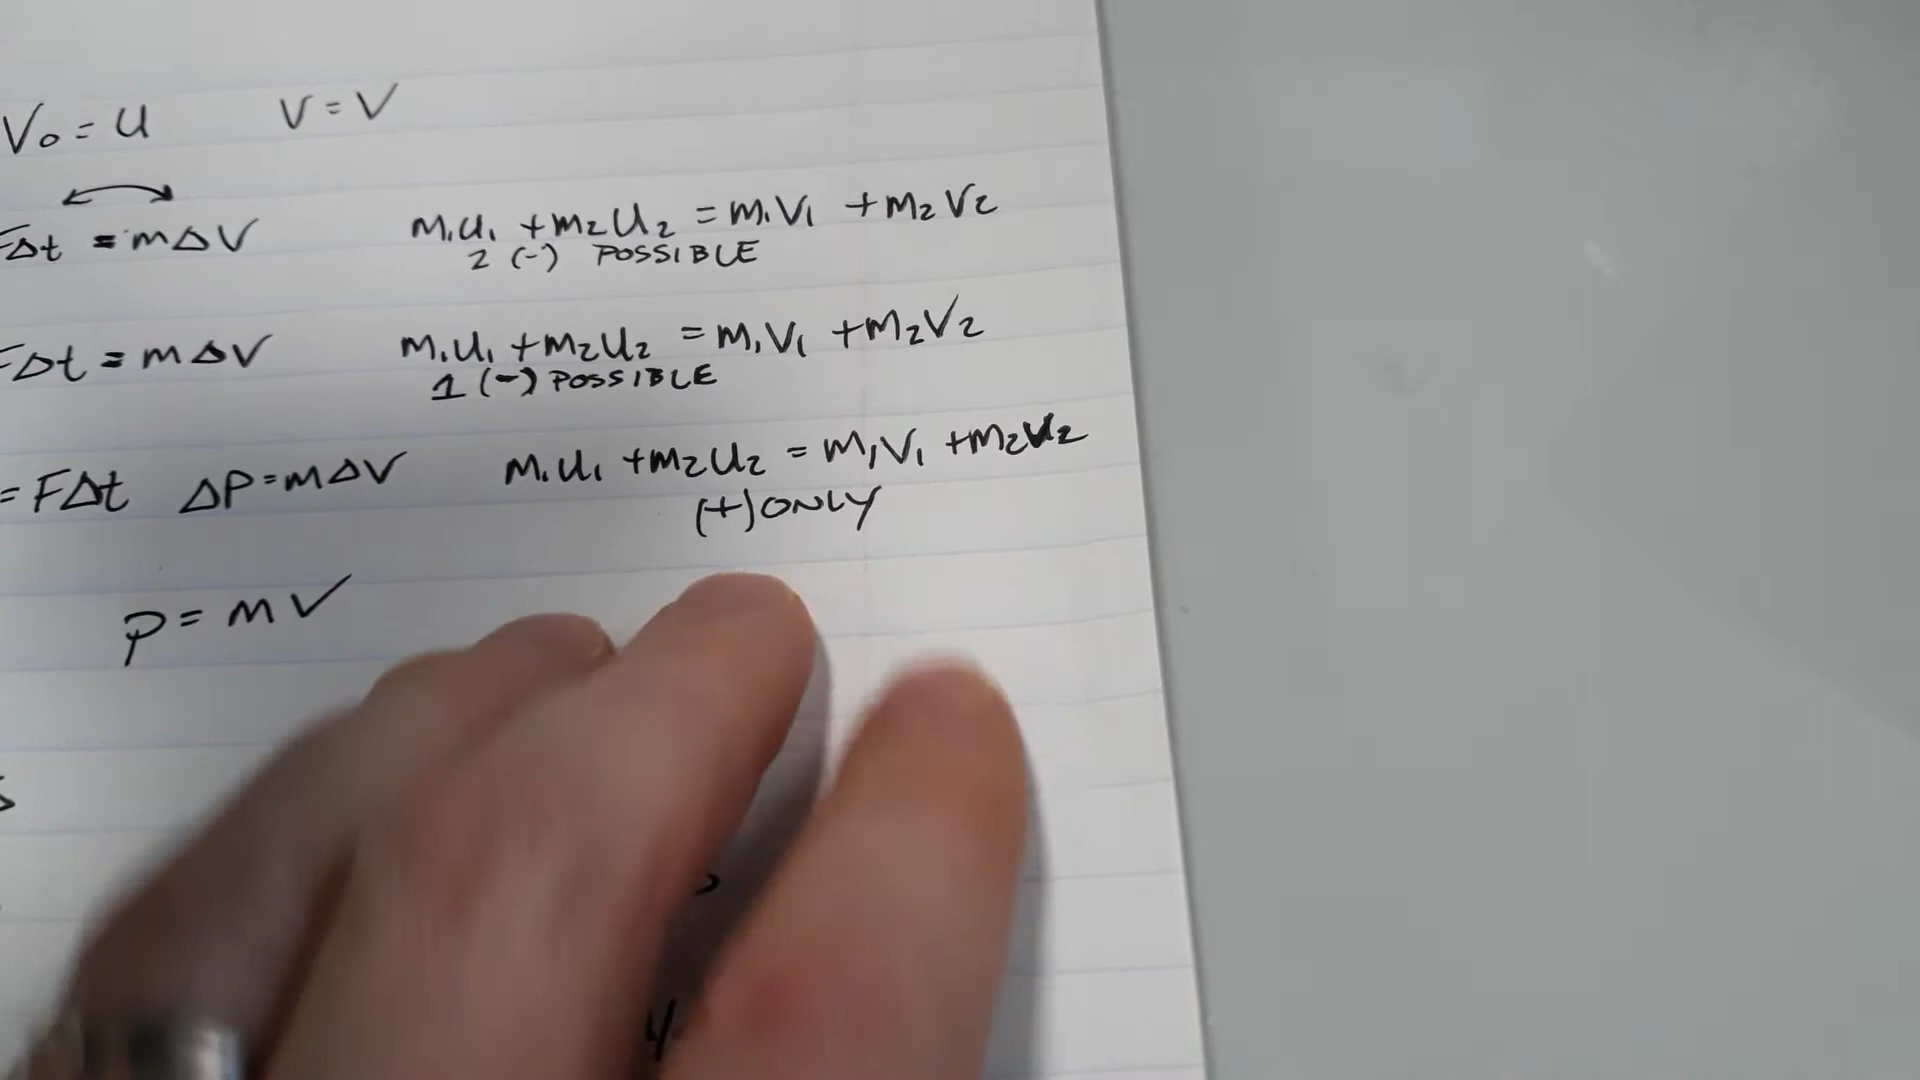 V₀ = u V = V
FΔt = mΔV m₁u₁ + m₂u₂ = m₁V₁ + m₂V₂
2 (-) POSSIBLE
FΔt = mΔV m₁u₁ + m₂u₂ = m₁V₁ + m₂V₂
1 (-) POSSIBLE
= FΔt ΔP = mΔV m₁u₁ + m₂u₂ = m₁V₁ + m₂V₂
(+) ONLY
P = mV